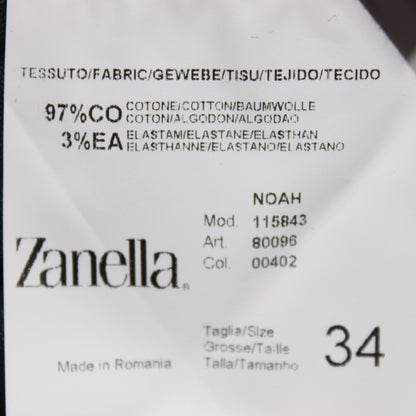 TESSUTO/FABRIC/GEWEBE/TISU/TEJIDO/TECIDO
97%CO COTONE/COTTON/BAUMWOLLE
COTON/ALGODON/ALGODAO
3%EA ELASTAM/ELASTANE/ELASTHAN
ELASTHANNE/ELASTANO/ELASTANO
NOAH
Mod. 115843
Art. 80096
Col. 00402
Zanella®
Taglia/Size
Grosse/Taille
Talla/Tamanho
34
Made in Romania